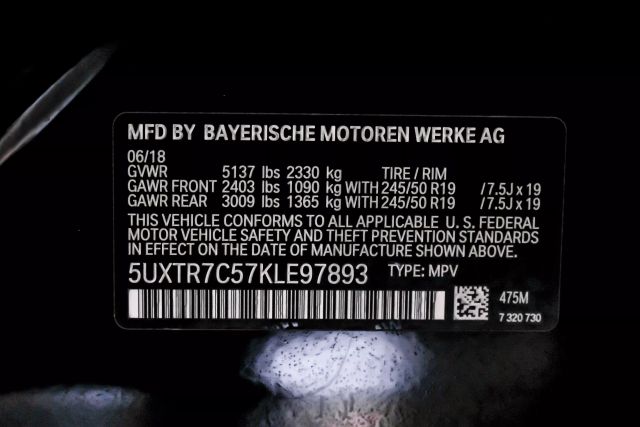 MFD BY BAYERISCHE MOTOREN WERKE AG
06/18
GVWR 5137 lbs 2330 kg TIRE / RIM
GAWR FRONT 2403 lbs 1090 kg WITH 245/50 R19 /7.5J x 19
GAWR REAR 3009 lbs 1365 kg WITH 245/50 R19 /7.5J x 19
THIS VEHICLE CONFORMS TO ALL APPLICABLE U. S. FEDERAL
MOTOR VEHICLE SAFETY AND THEFT PREVENTION STANDARDS
IN EFFECT ON THE DATE OF MANUFACTURE SHOWN ABOVE.
5UXTR7C57KLE97893 TYPE: MPV
475M
7 320 730